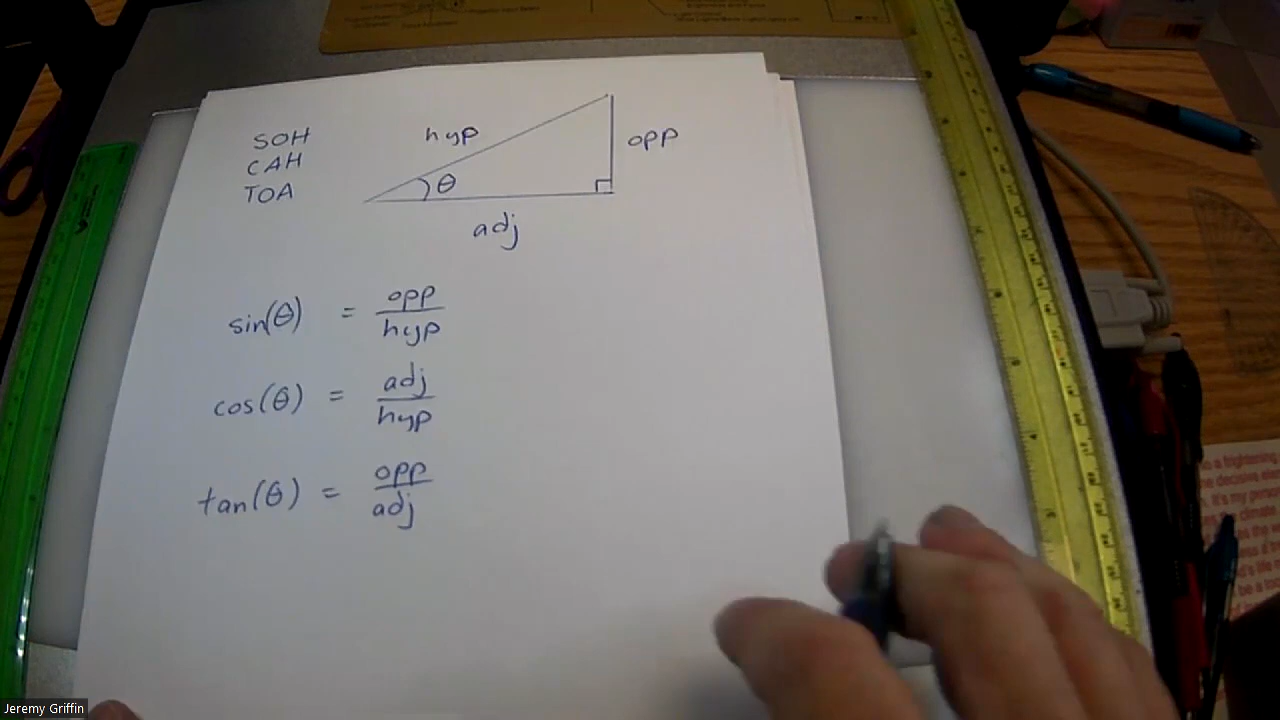 SOH
CAH
TOA
hyp
opp
θ
adj
sin(θ) = opp/hyp
cos(θ) = adj/hyp
tan(θ) = opp/adj
Jeremy Griffin